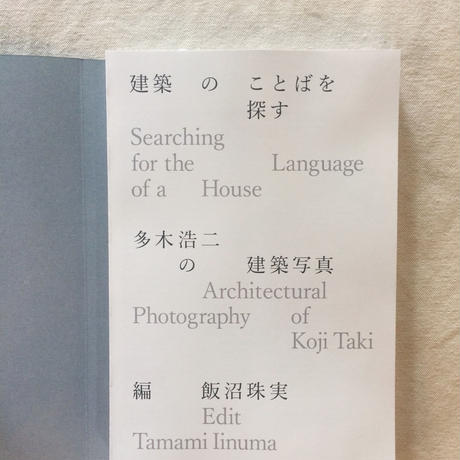 建築 の ことばを
探す
Searching
for the Language
of a House
多木浩二
の 建築写真
Architectural
Photography of
Koji Taki
編 飯沼珠実
Edit
Tamami Iinuma